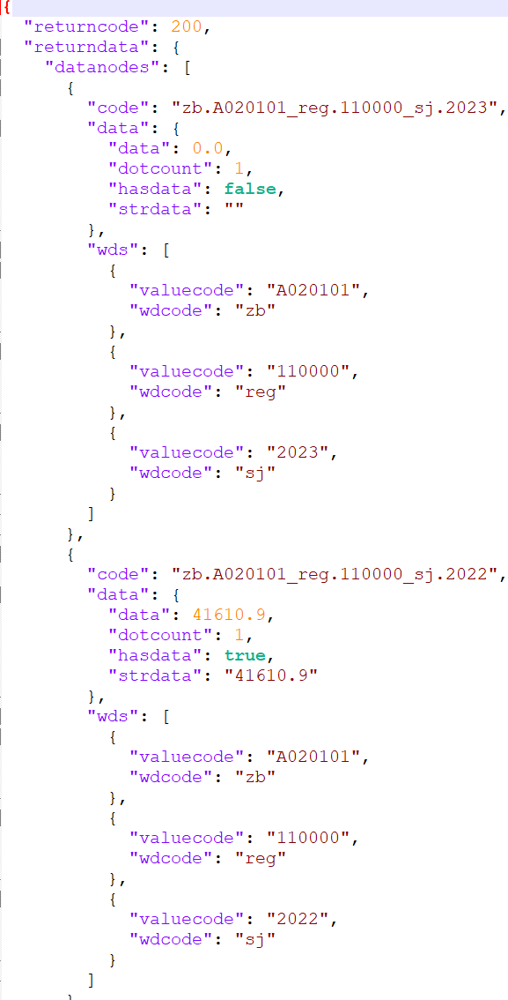 {
  "returncode": 200,
  "returndata": {
    "datanodes": [
      {
        "code": "zb.A020101_reg.110000_sj.2023",
        "data": {
          "data": 0.0,
          "dotcount": 1,
          "hasdata": false,
          "strdata": ""
        },
        "wds": [
          {
            "valuecode": "A020101",
            "wdcode": "zb"
          },
          {
            "valuecode": "110000",
            "wdcode": "reg"
          },
          {
            "valuecode": "2023",
            "wdcode": "sj"
          }
        ]
      },
      {
        "code": "zb.A020101_reg.110000_sj.2022",
        "data": {
          "data": 41610.9,
          "dotcount": 1,
          "hasdata": true,
          "strdata": "41610.9"
        },
        "wds": [
          {
            "valuecode": "A020101",
            "wdcode": "zb"
          },
          {
            "valuecode": "110000",
            "wdcode": "reg"
          },
          {
            "valuecode": "2022",
            "wdcode": "sj"
          }
        ]
      }